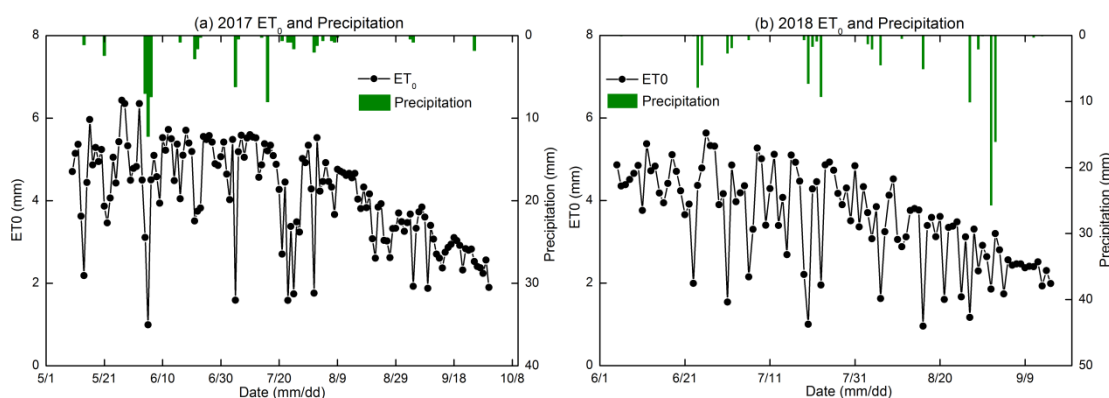 (a) 2017 ET₀ and Precipitation
8
6
4
2
0
ET0 (mm)
ET₀
Precipitation
0
10
20
30
40
Precipitation (mm)
5/1 5/21 6/10 6/30 7/20 8/9 8/29 9/18 10/8
Date (mm/dd)
(b) 2018 ET₀ and Precipitation
8
6
4
2
0
ET0 (mm)
ET0
Precipitation
0
10
20
30
40
50
Precipitation (mm)
6/1 6/21 7/11 7/31 8/20 9/9
Date (mm/dd)